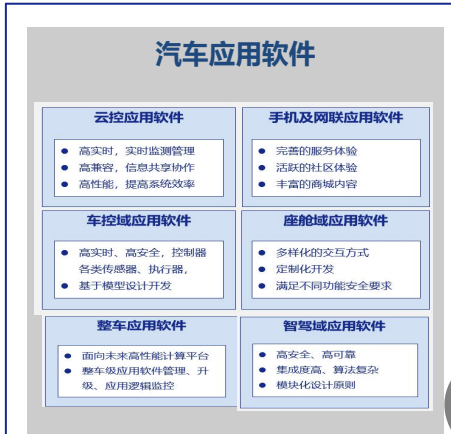 汽车应用软件
云控应用软件
● 高实时，实时监测管理
● 高兼容，信息共享协作
● 高性能，提高系统效率
手机及网联应用软件
● 完善的服务体验
● 活跃的社区体验
● 丰富的商城内容
车控域应用软件
● 高实时、高安全，控制器
各类传感器、执行器，
● 基于模型设计开发
座舱域应用软件
● 多样化的交互方式
● 定制化开发
● 满足不同功能安全要求
整车应用软件
● 面向未来高性能计算平台
● 整车级应用软件管理、升
级、应用逻辑监控
智驾域应用软件
● 高安全、高可靠
● 集成度高、算法复杂
● 模块化设计原则